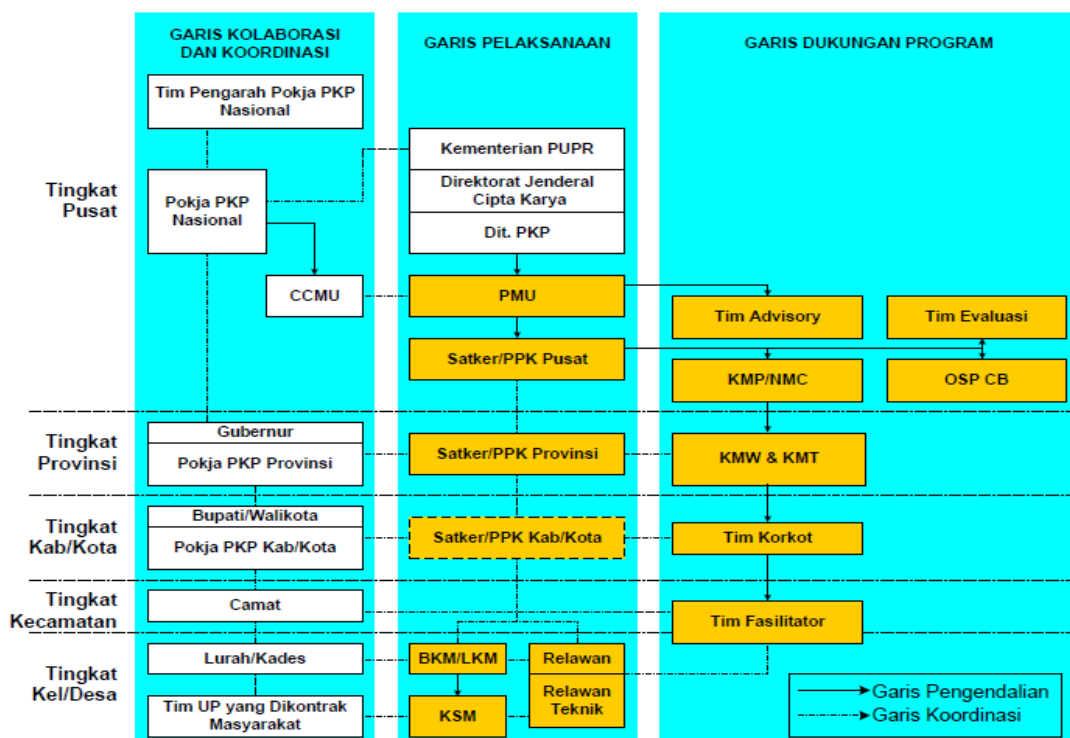 GARIS KOLABORASI
DAN KOORDINASI
GARIS PELAKSANAAN
GARIS DUKUNGAN PROGRAM
Tingkat
Pusat
Tim Pengarah Pokja PKP
Nasional
Pokja PKP
Nasional
CCMU
Kementerian PUPR
Direktorat Jenderal
Cipta Karya
Dit. PKP
PMU
Satker/PPK Pusat
Tim Advisory
Tim Evaluasi
KMP/NMC
OSP CB
Tingkat
Provinsi
Gubernur
Pokja PKP Provinsi
Satker/PPK Provinsi
KMW & KMT
Tingkat
Kab/Kota
Bupati/Walikota
Pokja PKP Kab/Kota
Satker/PPK Kab/Kota
Tim Korkot
Tingkat
Kecamatan
Camat
Tim Fasilitator
Tingkat
Kel/Desa
Lurah/Kades
BKM/LKM
Relawan
Tim UP yang Dikontrak
Masyarakat
KSM
Relawan
Teknik
Garis Pengendalian
Garis Koordinasi